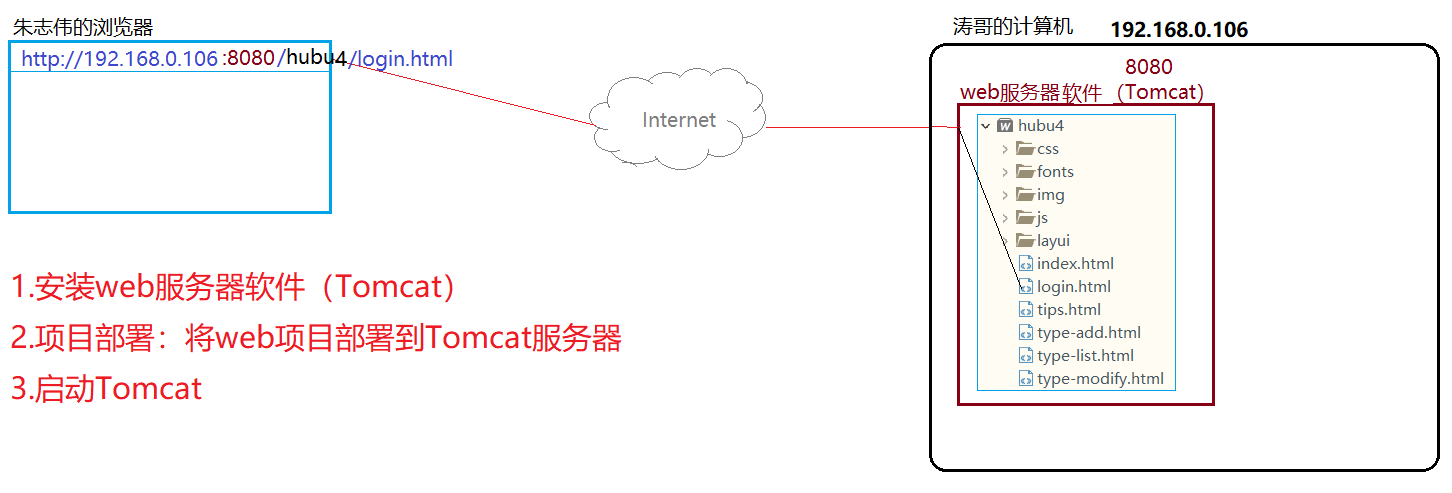 朱志伟的浏览器
http://192.168.0.106:8080/hubu4/login.html
Internet
涛哥的计算机 192.168.0.106
8080
web服务器软件（Tomcat）
hubu4
css
fonts
img
js
layui
index.html
login.html
tips.html
type-add.html
type-list.html
type-modify.html
1.安装web服务器软件（Tomcat）
2.项目部署：将web项目部署到Tomcat服务器
3.启动Tomcat